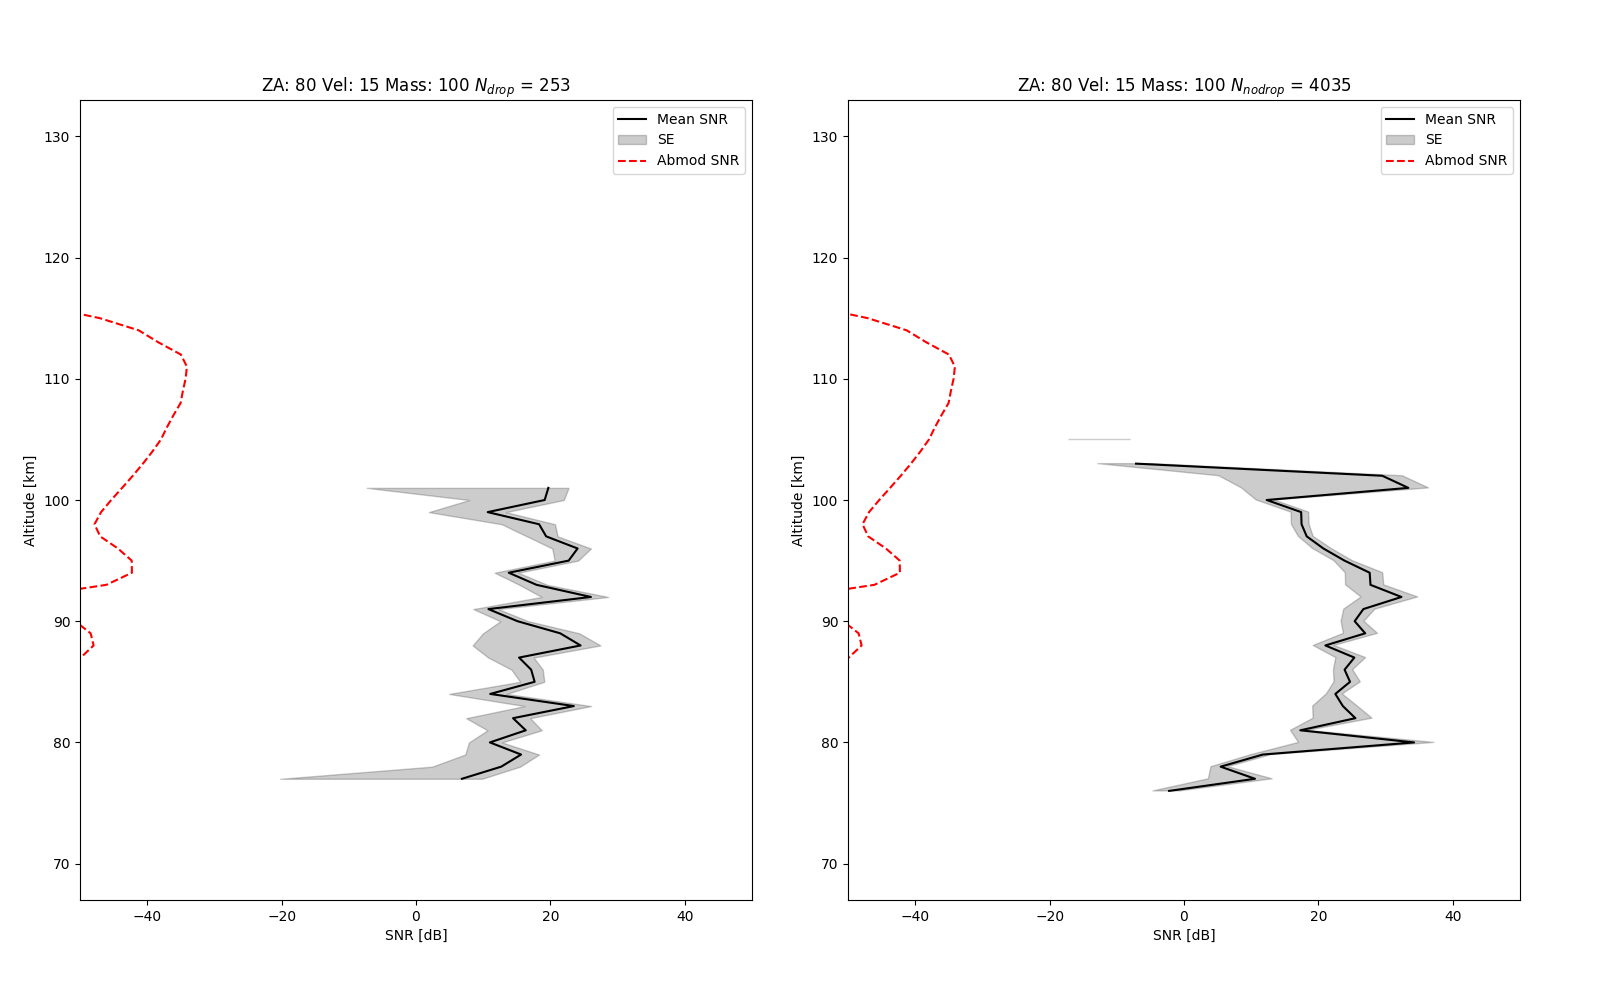 ZA: 80 Vel: 15 Mass: 100 N_drop = 253
Mean SNR
SE
Abmod SNR
130
120
110
100
90
80
70
Altitude [km]
−40
−20
0
20
40
SNR [dB]
ZA: 80 Vel: 15 Mass: 100 N_nodrop = 4035
Mean SNR
SE
Abmod SNR
130
120
110
100
90
80
70
Altitude [km]
−40
−20
0
20
40
SNR [dB]